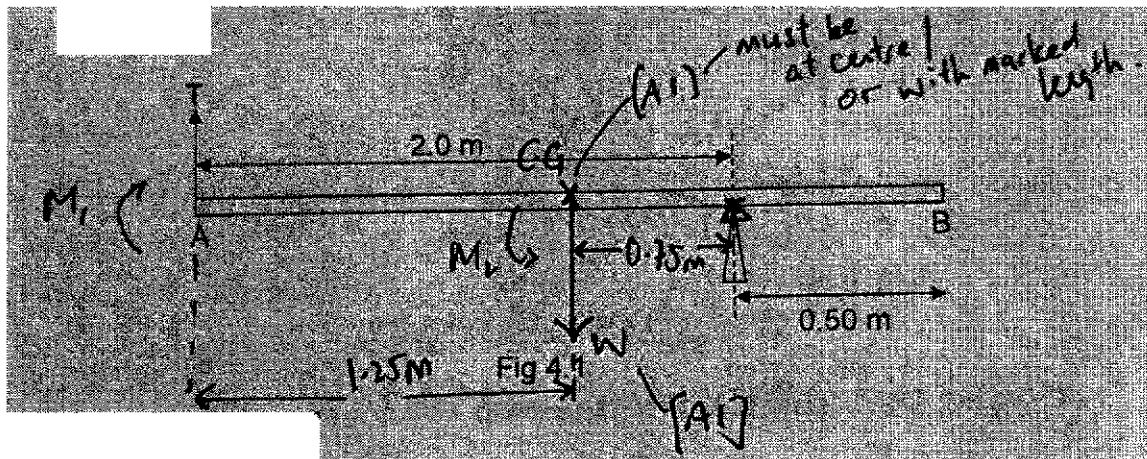 must be
at centre!
or with marked
length.
[A1]
T
2.0 m
CG
M₁
A
M₂
0.75m
B
0.50 m
W
1.25m
Fig 4.1
[A1]